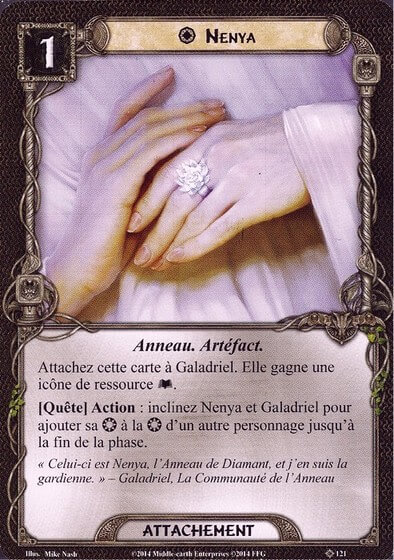 1
Nenya
Anneau. Artéfact.
Attachez cette carte à Galadriel. Elle gagne une
icône de ressource .
[Quête] Action : inclinez Nenya et Galadriel pour
ajouter sa à la d'un autre personnage jusqu'à
la fin de la phase.
« Celui-ci est Nenya, l'Anneau de Diamant, et j'en suis la
gardienne. » – Galadriel, La Communauté de l'Anneau
ATTACHEMENT
Illus. Mike Nash ©2014 Middle-earth Enterprises ©2014 FFG 121